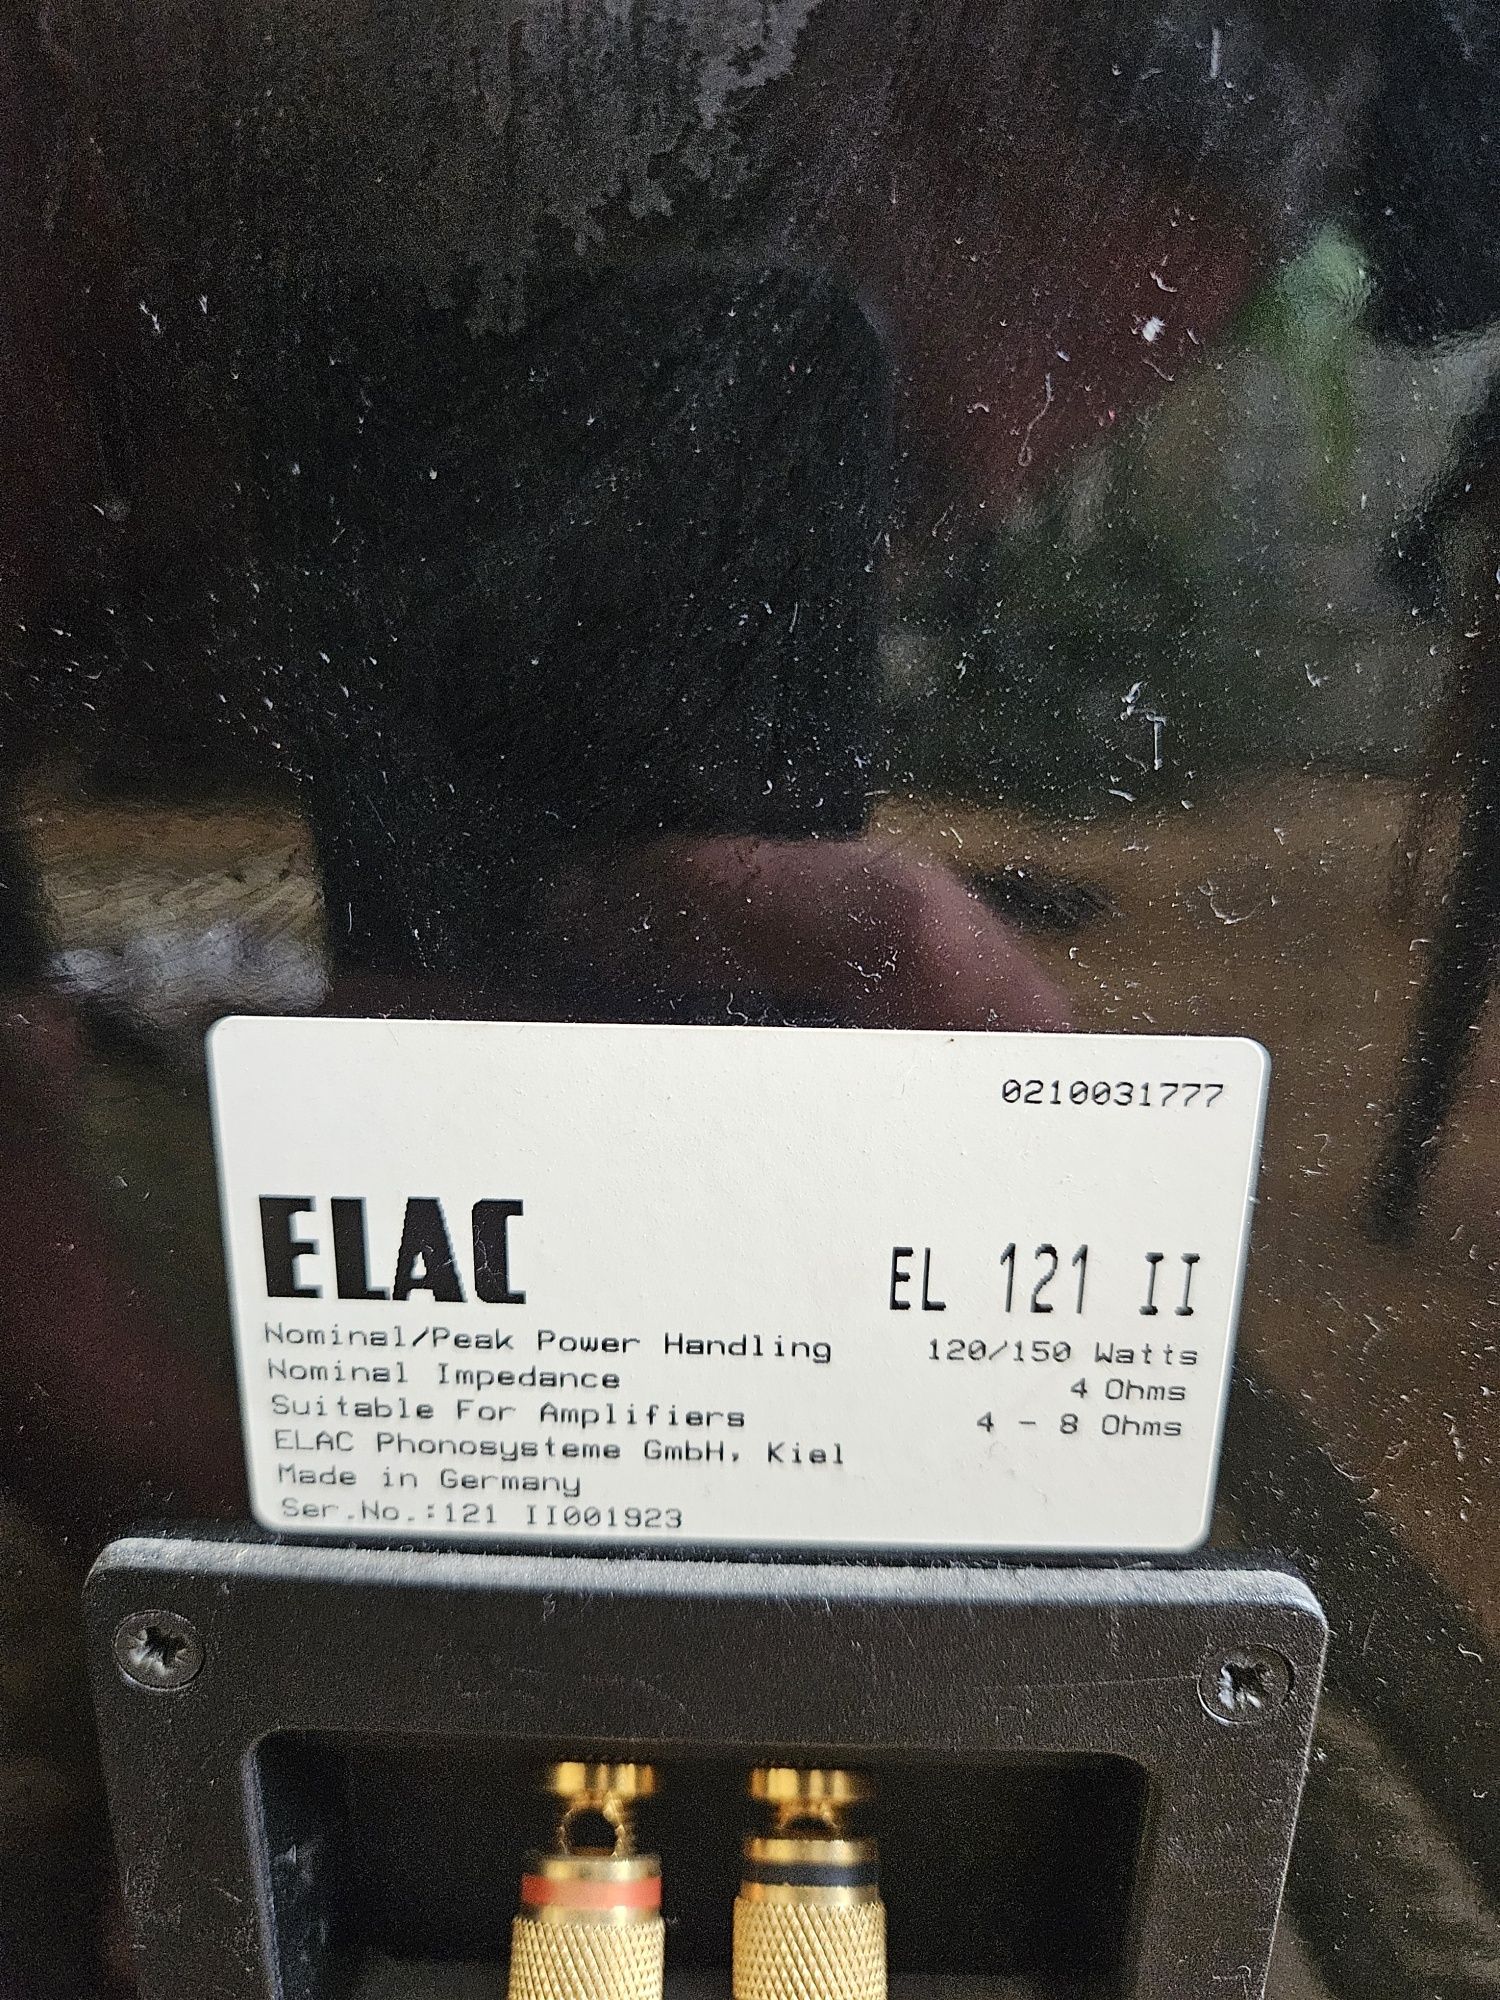 0210031777
ELAC EL 121 II
Nominal/Peak Power Handling 120/150 Watts
Nominal Impedance 4 Ohms
Suitable For Amplifiers 4 - 8 Ohms
ELAC Phonosysteme GmbH, Kiel
Made in Germany
Ser.No.:121 II001923